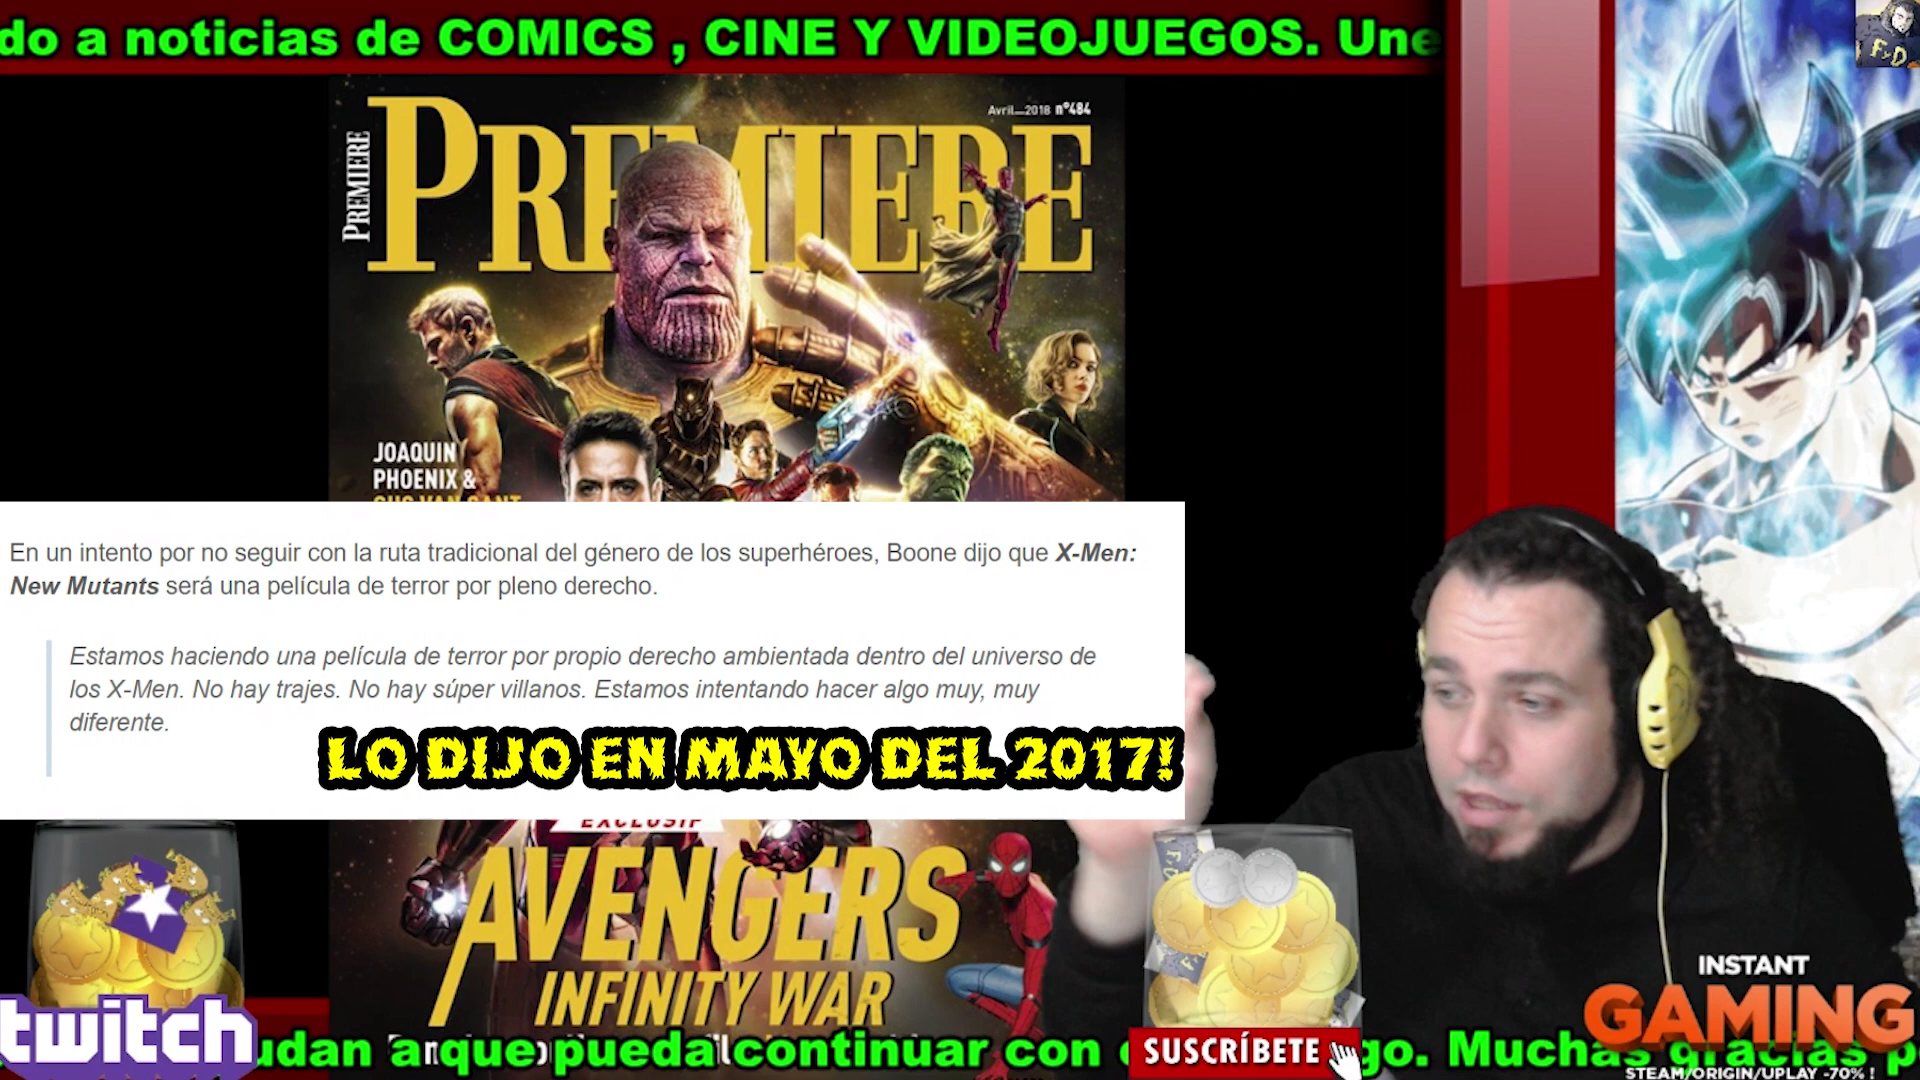 do a noticias de COMICS , CINE Y VIDEOJUEGOS. Une
FyD
Avril...2018 n°484
PREMIERE
PREMIERE
JOAQUIN
PHOENIX &
GUS VAN SANT
En un intento por no seguir con la ruta tradicional del género de los superhéroes, Boone dijo que X-Men:
New Mutants será una película de terror por pleno derecho.
Estamos haciendo una película de terror por propio derecho ambientada dentro del universo de
los X-Men. No hay trajes. No hay súper villanos. Estamos intentando hacer algo muy, muy
diferente.
LO DIJO EN MAYO DEL 2017!
EXCLUSIF
AVENGERS
INFINITY WAR
twitch
udan a que pueda continuar con
SUSCRÍBETE
go. Muchas gracias p
INSTANT
GAMING
STEAM/ORIGIN/UPLAY -70% !